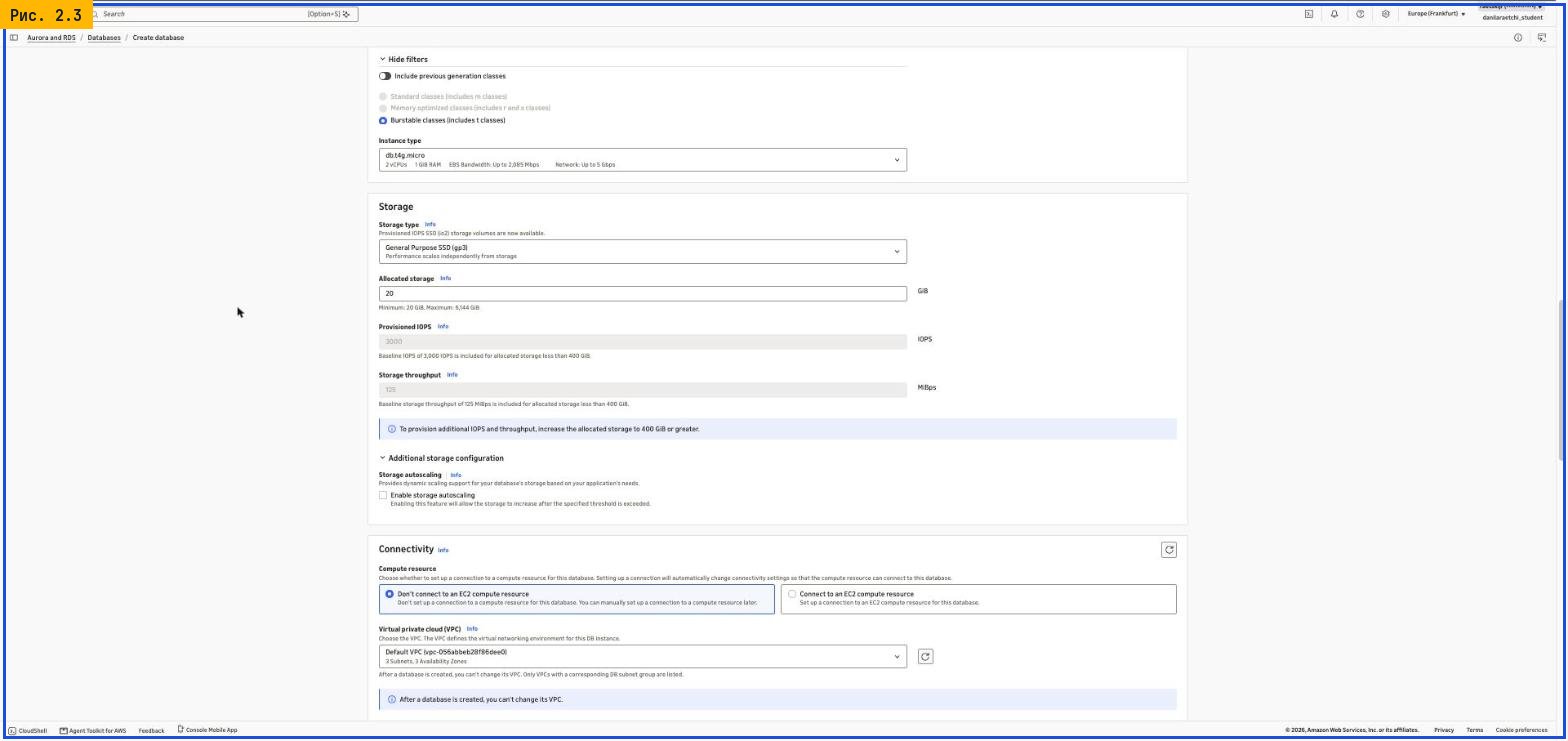 Рис. 2.3
Search
[Option+S]
Europe (Frankfurt)
danilaraetchi_student
Aurora and RDS / Databases / Create database
Hide filters
Include previous generation classes
Standard classes (includes m classes)
Memory optimized classes (includes r and x classes)
Burstable classes (includes t classes)
Instance type
db.t4g.micro
2 vCPUs 1 GiB RAM EBS Bandwidth: Up to 2,085 Mbps Network: Up to 5 Gbps
Storage
Storage type Info
Provisioned IOPS SSD (io2) storage volumes are now available.
General Purpose SSD (gp3)
Performance scales independently from storage
Allocated storage Info
20
GiB
Minimum: 20 GiB. Maximum: 6,144 GiB
Provisioned IOPS Info
3000
IOPS
Baseline IOPS of 3,000 IOPS is included for allocated storage less than 400 GiB.
Storage throughput Info
125
MiBps
Baseline storage throughput of 125 MiBps is included for allocated storage less than 400 GiB.
To provision additional IOPS and throughput, increase the allocated storage to 400 GiB or greater.
Additional storage configuration
Storage autoscaling Info
Provides dynamic scaling support for your database's storage based on your application's needs.
Enable storage autoscaling
Enabling this feature will allow the storage to increase after the specified threshold is exceeded.
Connectivity Info
Compute resource
Choose whether to set up a connection to a compute resource for this database. Setting up a connection will automatically change connectivity settings so that the compute resource can connect to this database.
Don't connect to an EC2 compute resource
Don't set up a connection to a compute resource for this database. You can manually set up a connection to a compute resource later.
Connect to an EC2 compute resource
Set up a connection to an EC2 compute resource for this database.
Virtual private cloud (VPC) Info
Choose the VPC. The VPC defines the virtual networking environment for this DB instance.
Default VPC (vpc-056abbeb28f86dee0)
3 Subnets, 3 Availability Zones
After a database is created, you can't change its VPC. Only VPCs with a corresponding DB subnet group are listed.
After a database is created, you can't change its VPC.
CloudShell Agent Toolkit for AWS Feedback Console Mobile App
© 2026, Amazon Web Services, Inc. or its affiliates. Privacy Terms Cookie preferences